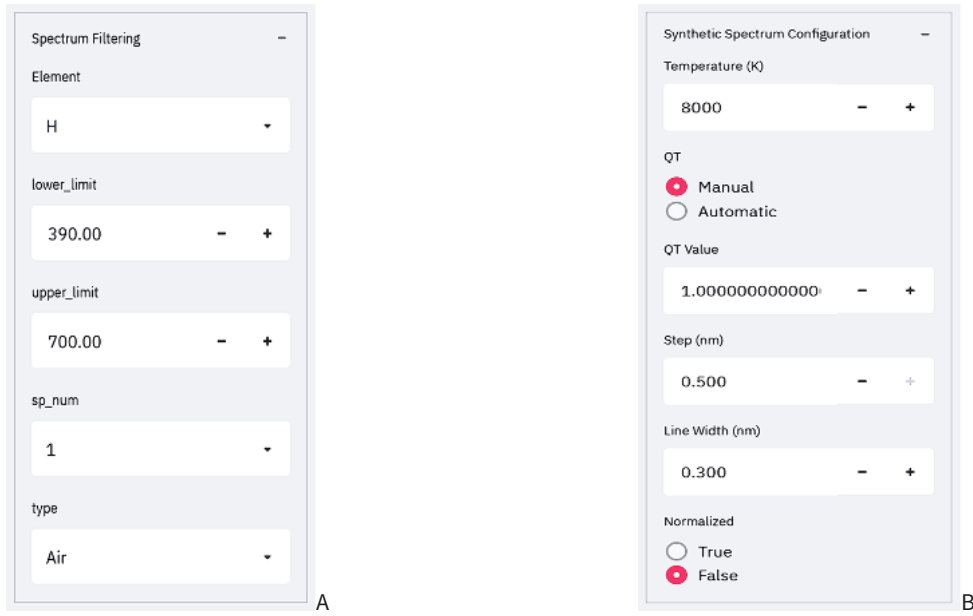 Spectrum Filtering −
Element
H
lower_limit
390.00 − +
upper_limit
700.00 − +
sp_num
1
type
Air
A
Synthetic Spectrum Configuration −
Temperature (K)
8000 − +
QT
Manual
Automatic
QT Value
1.000000000000 − +
Step (nm)
0.500 − +
Line Width (nm)
0.300 − +
Normalized
True
False
B